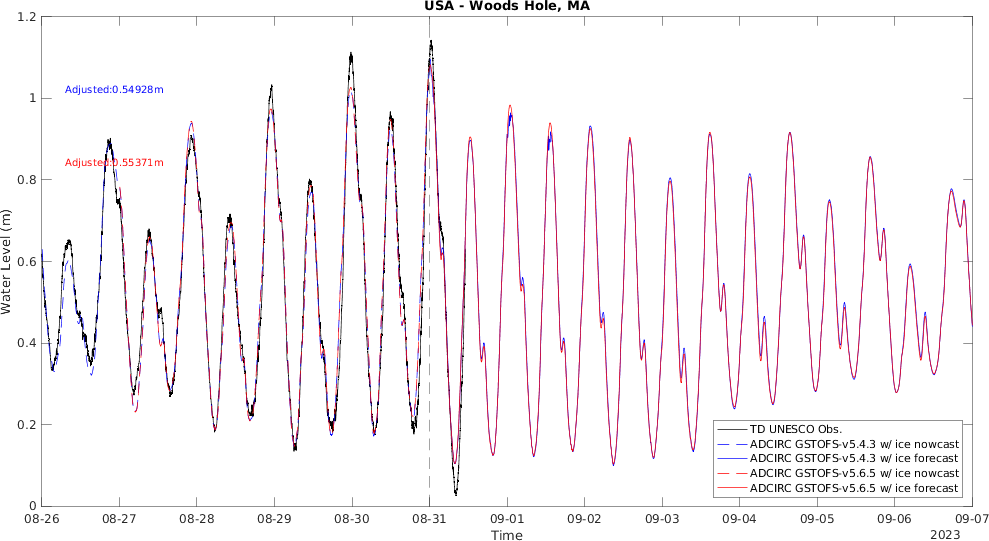 USA - Woods Hole, MA
1.2
1
0.8
0.6
0.4
0.2
0
Water Level (m)
Adjusted:0.54928m
Adjusted:0.55371m
TD UNESCO Obs.
ADCIRC GSTOFS-v5.4.3 w/ ice nowcast
ADCIRC GSTOFS-v5.4.3 w/ ice forecast
ADCIRC GSTOFS-v5.6.5 w/ ice nowcast
ADCIRC GSTOFS-v5.6.5 w/ ice forecast
08-26 08-27 08-28 08-29 08-30 08-31 09-01 09-02 09-03 09-04 09-05 09-06 09-07
Time
2023